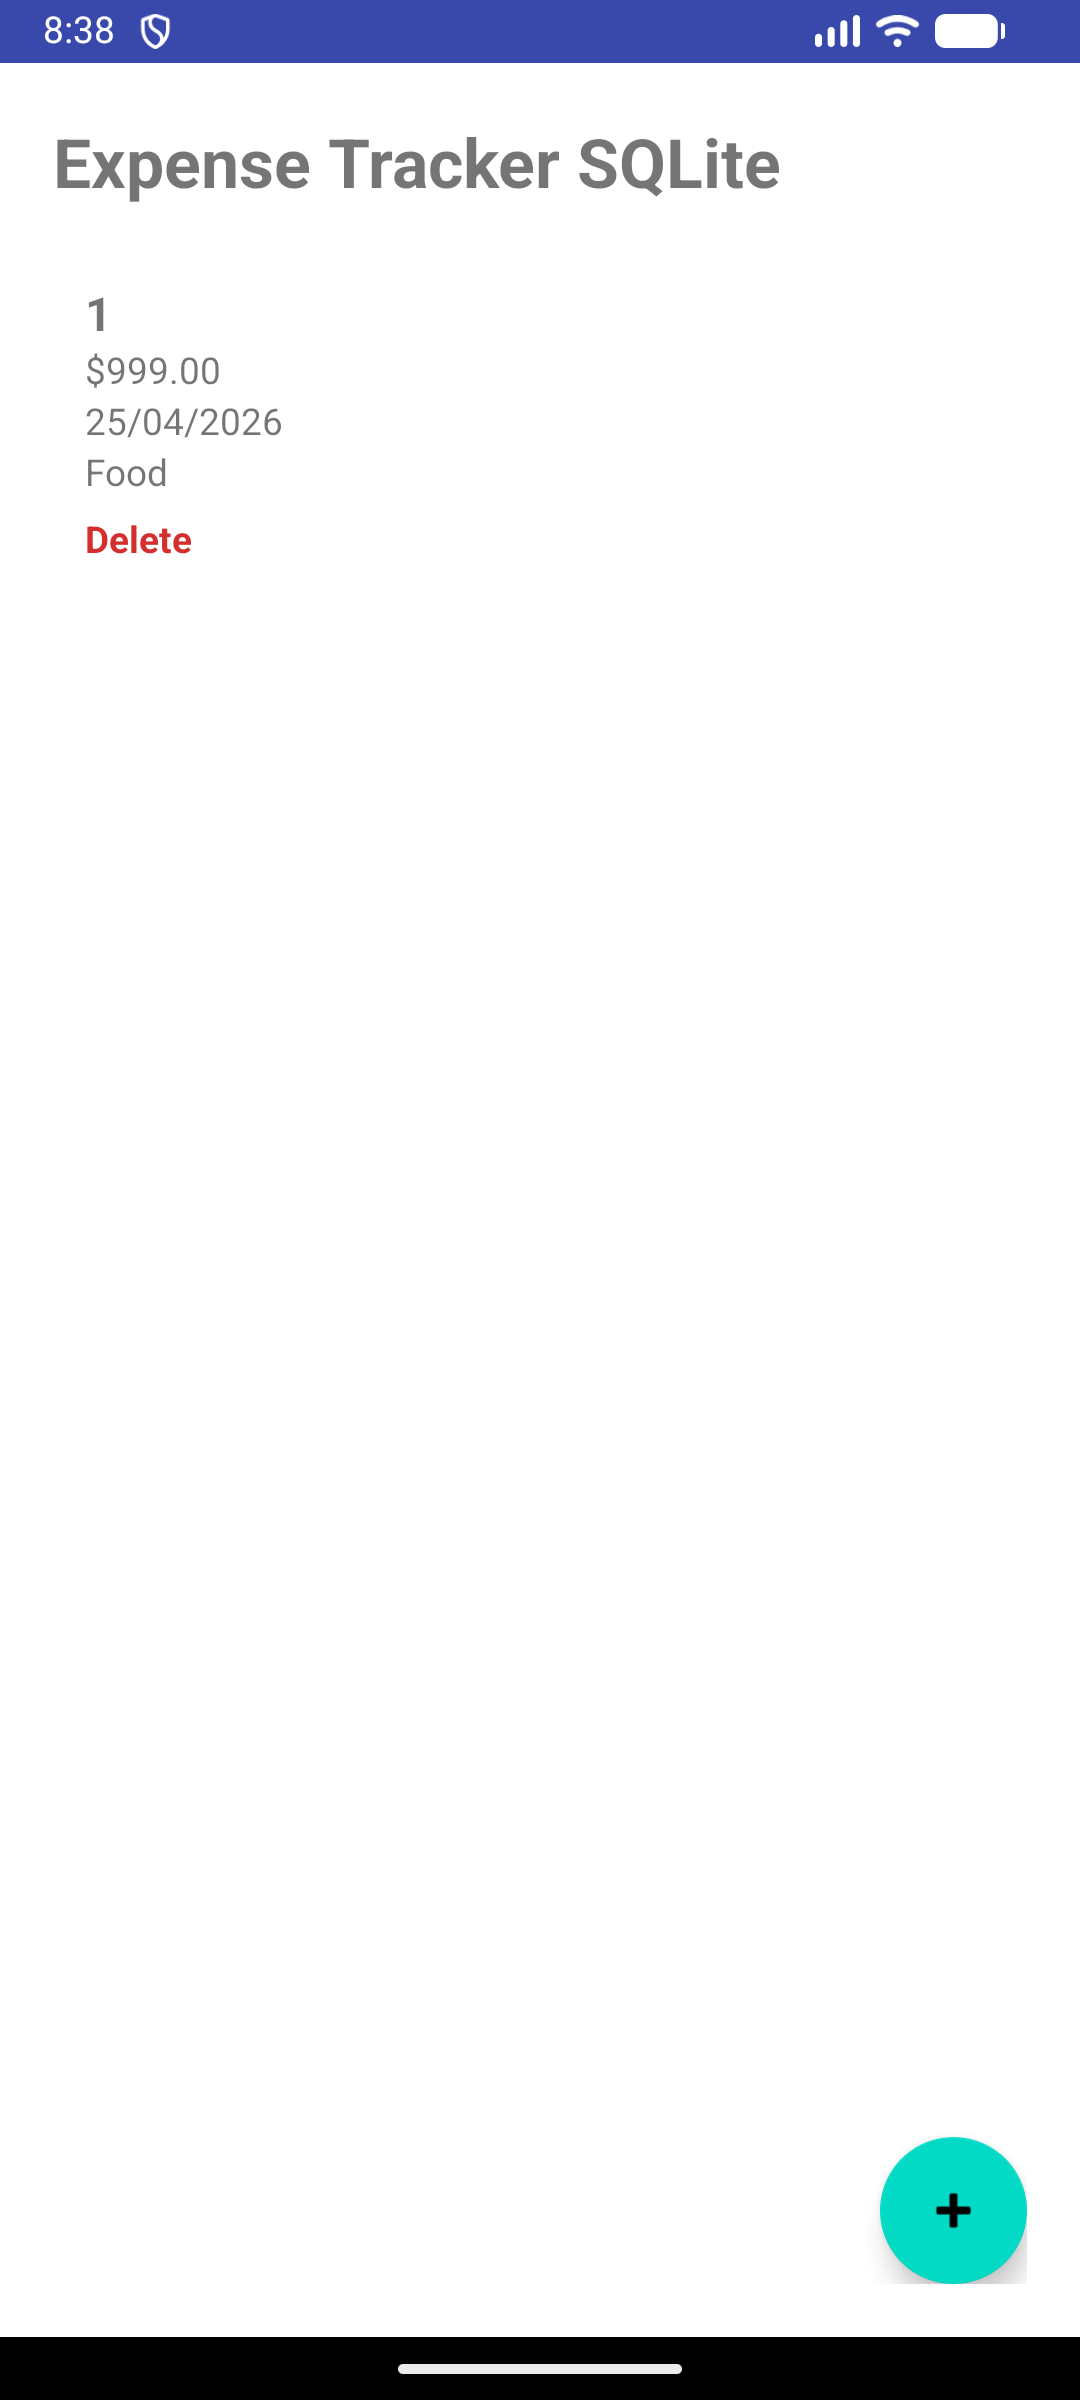 8:38
Expense Tracker SQLite
1
$999.00
25/04/2026
Food
Delete